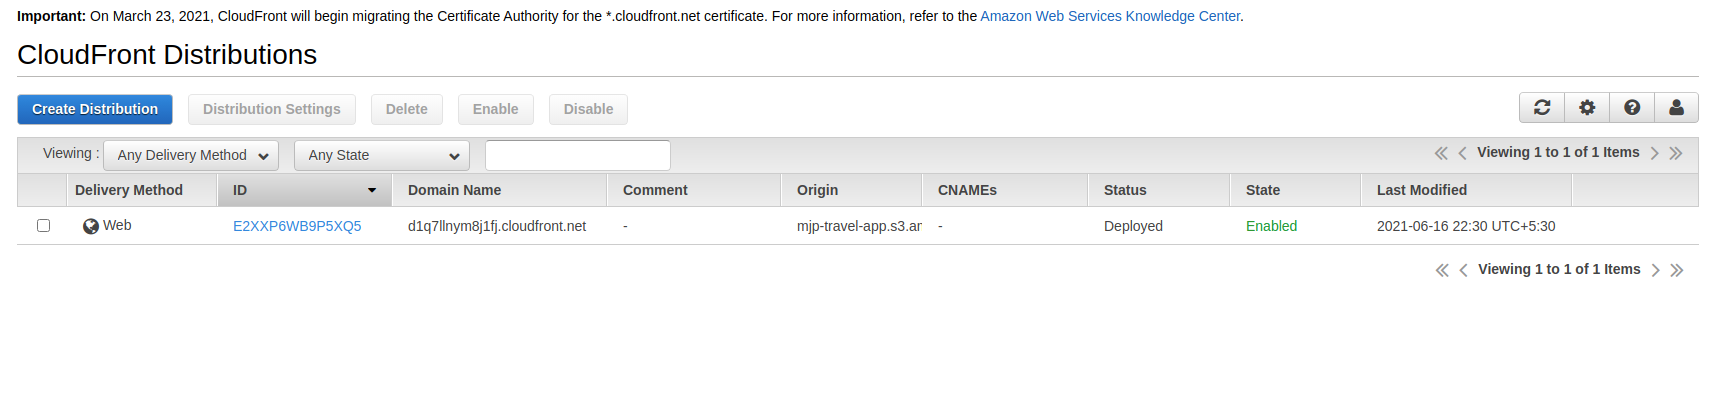 Important: On March 23, 2021, CloudFront will begin migrating the Certificate Authority for the *.cloudfront.net certificate. For more information, refer to the Amazon Web Services Knowledge Center.
CloudFront Distributions
Create Distribution Distribution Settings Delete Enable Disable
Viewing : Any Delivery Method Any State Viewing 1 to 1 of 1 Items
Delivery Method ID Domain Name Comment Origin CNAMEs Status State Last Modified
Web E2XXP6WB9P5XQ5 d1q7llnym8j1fj.cloudfront.net - mjp-travel-app.s3.ar - Deployed Enabled 2021-06-16 22:30 UTC+5:30
Viewing 1 to 1 of 1 Items